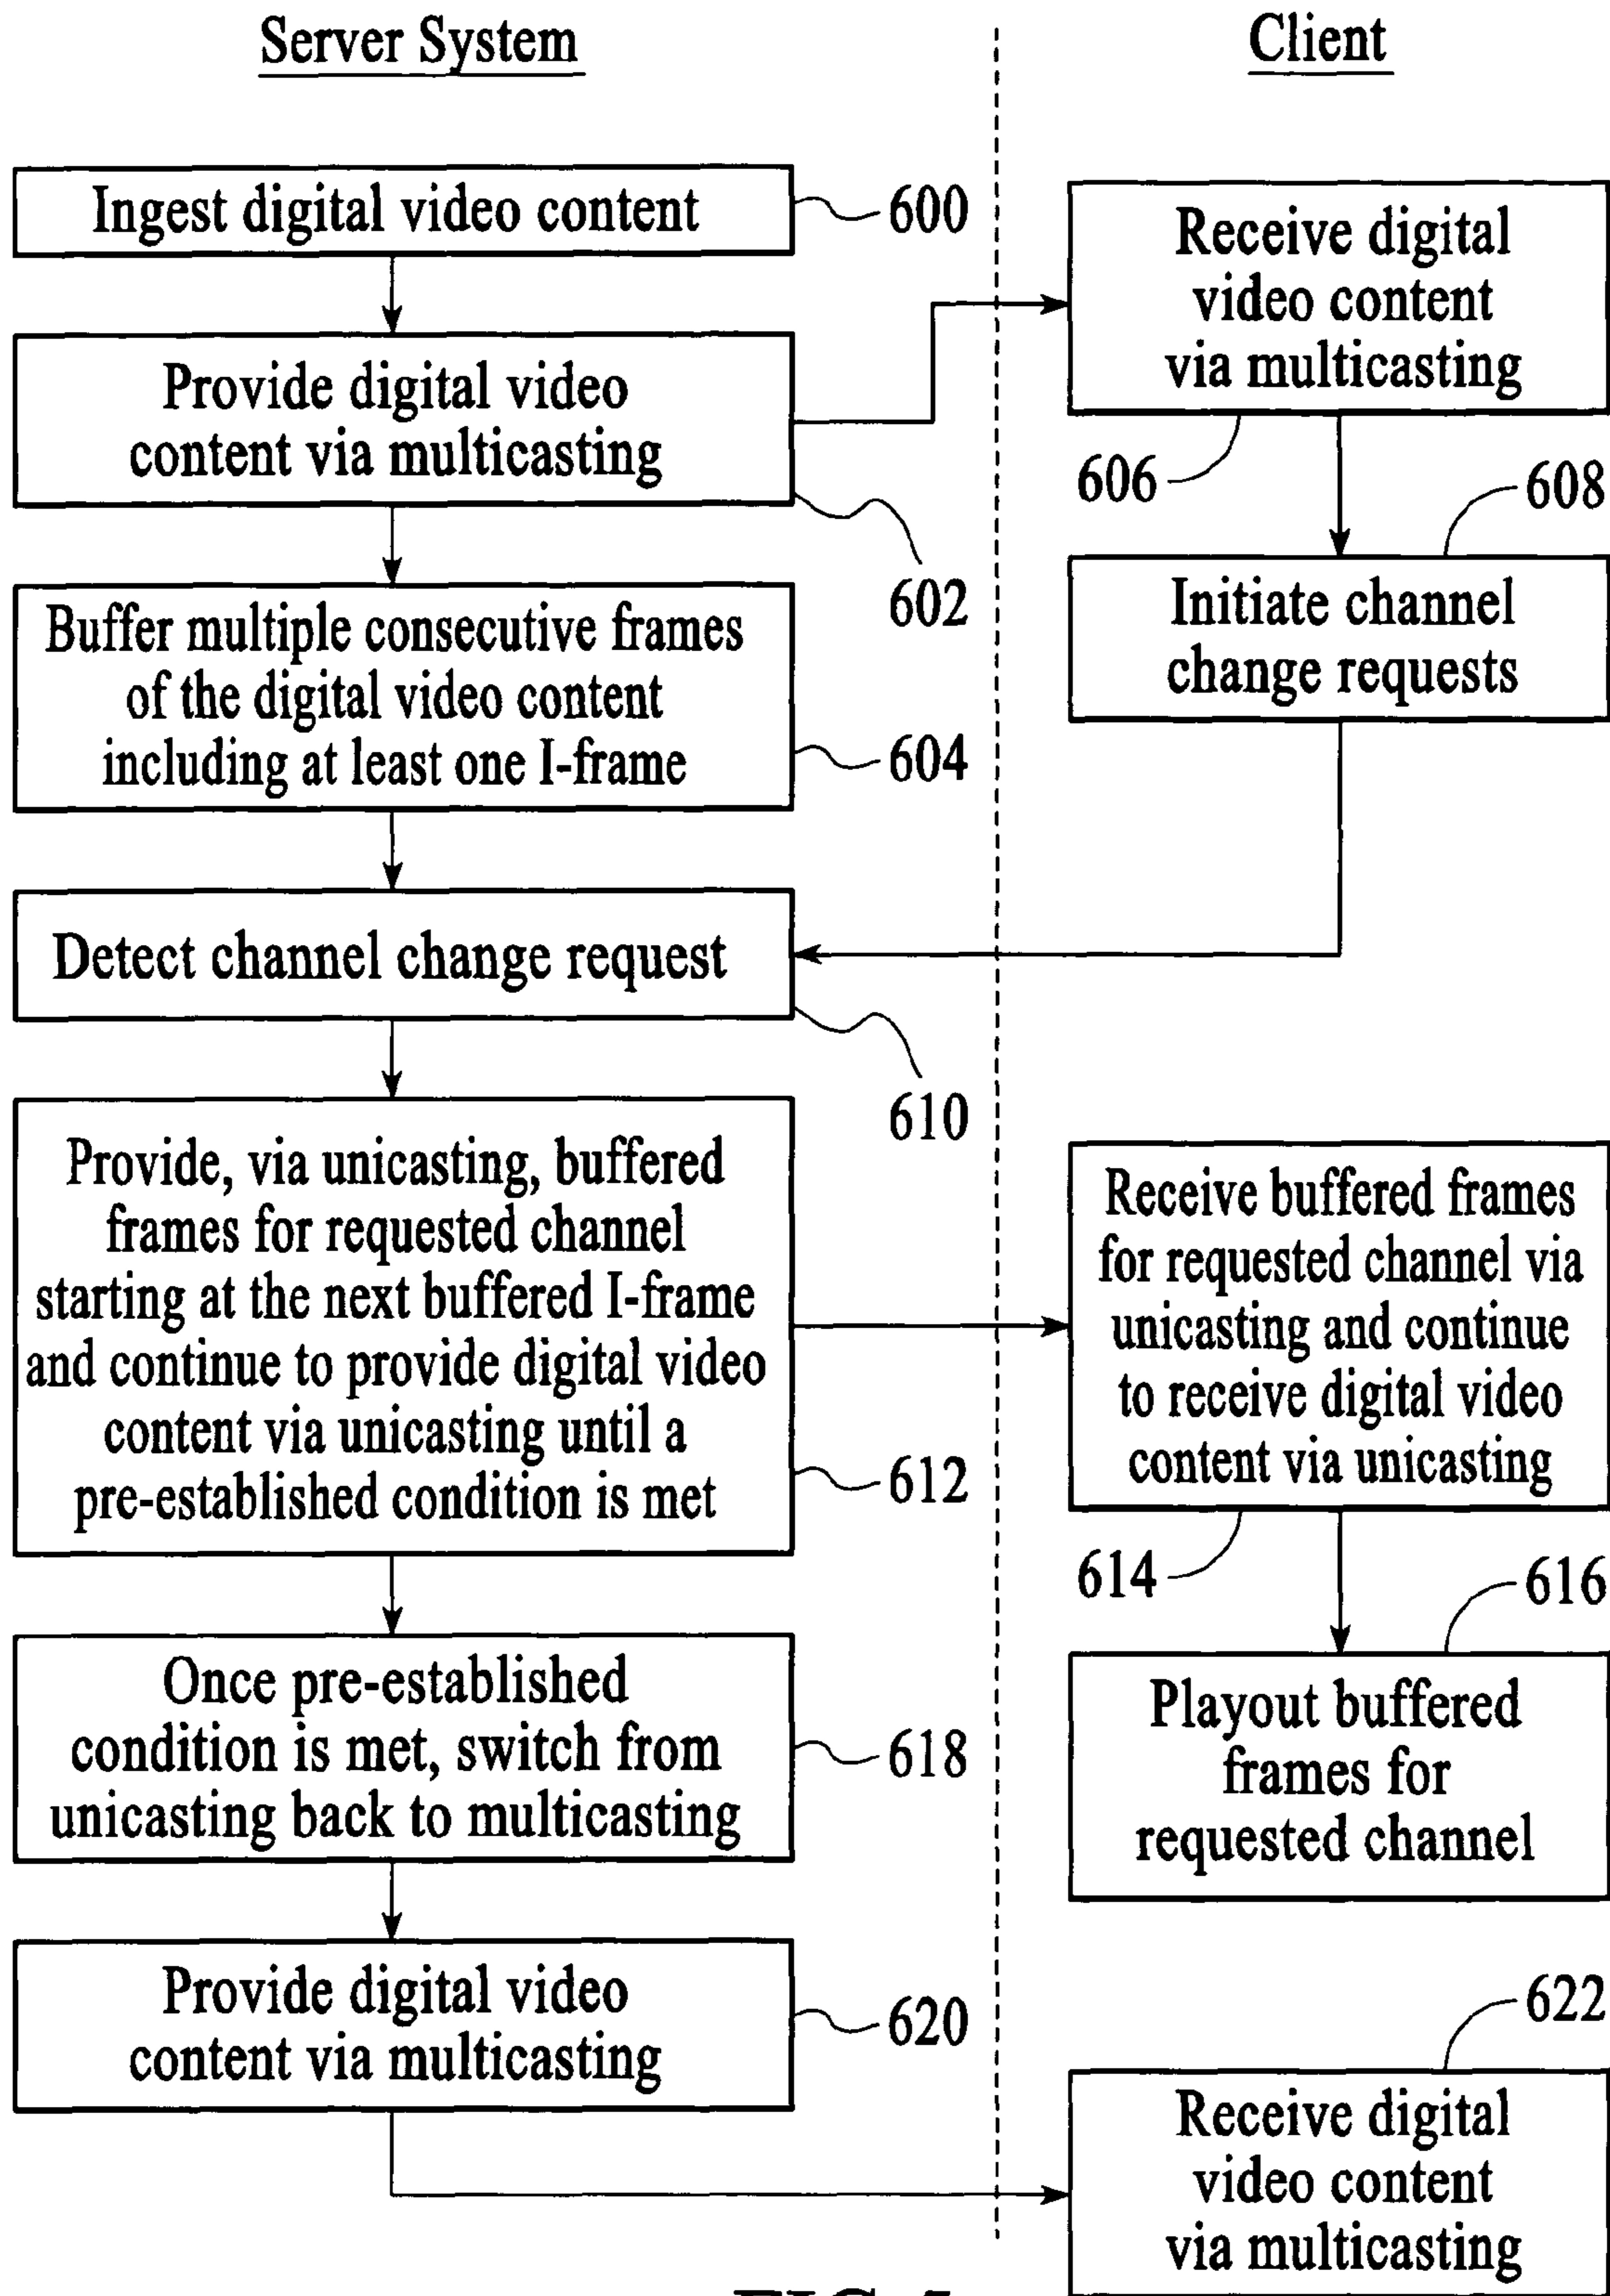 Server System
Client
Ingest digital video content
600
Provide digital video
content via multicasting
602
Receive digital
video content
via multicasting
606
608
Initiate channel
change requests
Buffer multiple consecutive frames
of the digital video content
including at least one I-frame
604
Detect channel change request
610
Provide, via unicasting, buffered
frames for requested channel
starting at the next buffered I-frame
and continue to provide digital video
content via unicasting until a
pre-established condition is met
612
Receive buffered frames
for requested channel via
unicasting and continue
to receive digital video
content via unicasting
614
616
Playout buffered
frames for
requested channel
Once pre-established
condition is met, switch from
unicasting back to multicasting
618
Provide digital video
content via multicasting
620
622
Receive digital
video content
via multicasting